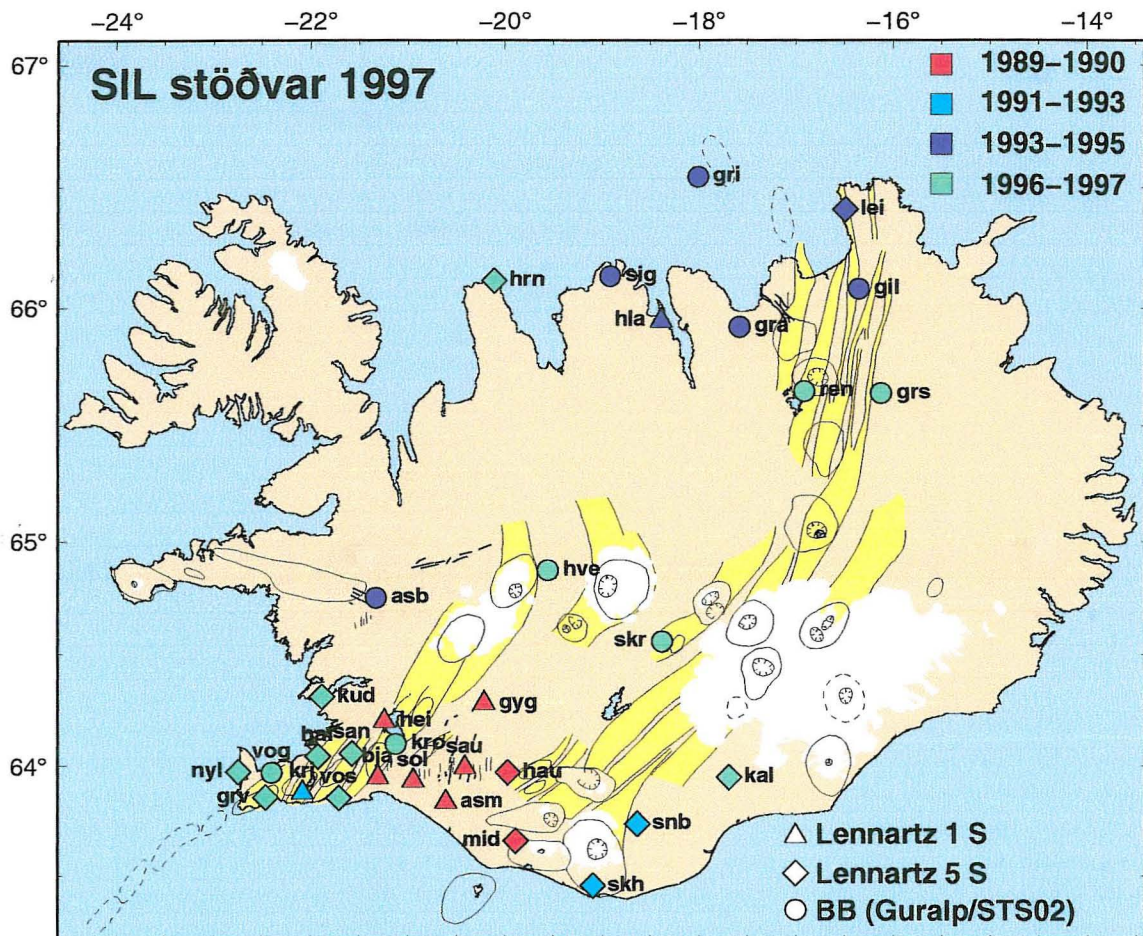 −24° −22° −20° −18° −16° −14°
67°
66°
65°
64°
SIL stöðvar 1997
1989−1990
1991−1993
1993−1995
1996−1997
gri
lei
hrn
sig
gil
hla
gra
ren
grs
hve
asb
skr
kud
gyg
hei
san
kro
sau
vog
bja
sol
nyl
kri
vos
hau
kal
grv
asm
snb
mid
skh
Lennartz 1 S
Lennartz 5 S
BB (Guralp/STS02)